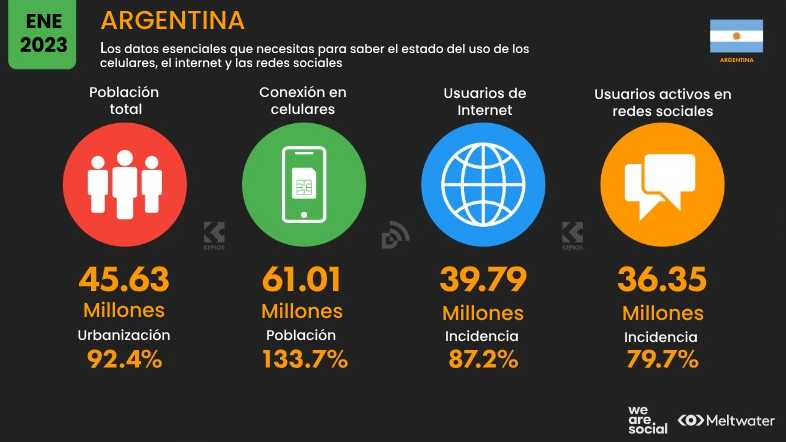 ENE
2023
ARGENTINA
Los datos esenciales que necesitas para saber el estado del uso de los
celulares, el internet y las redes sociales
ARGENTINA
Población
total
Conexión en
celulares
Usuarios de
Internet
Usuarios activos en
redes sociales
KEPIOS
KEPIOS
45.63
Millones
Urbanización
92.4%
61.01
Millones
Población
133.7%
39.79
Millones
Incidencia
87.2%
36.35
Millones
Incidencia
79.7%
we
are
social
Meltwater